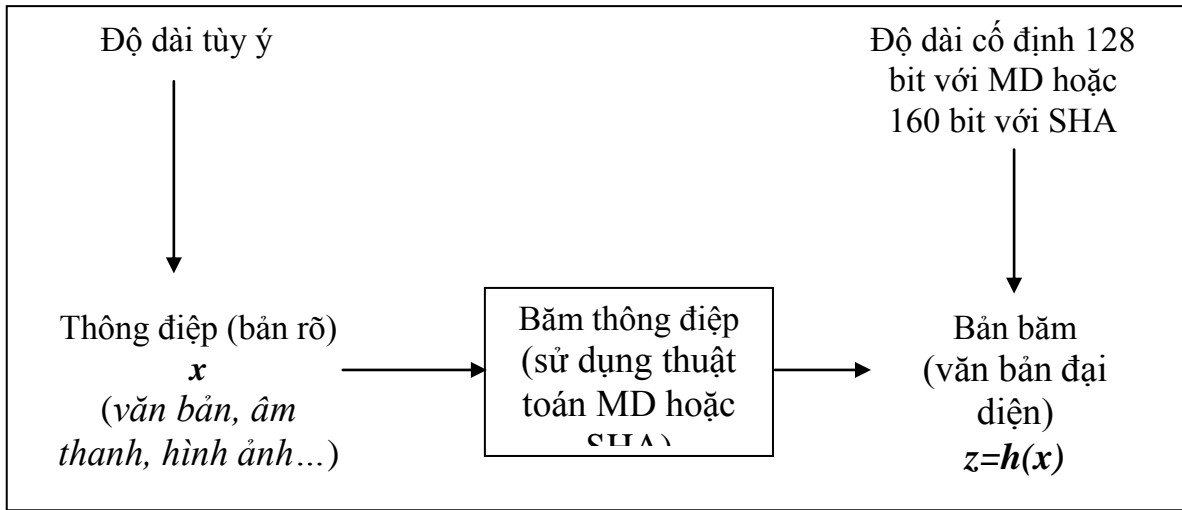 Độ dài tùy ý
Độ dài cố định 128
bit với MD hoặc
160 bit với SHA
Thông điệp (bản rõ)
x
(văn bản, âm
thanh, hình ảnh…)
Băm thông điệp
(sử dụng thuật
toán MD hoặc
SHA)
Bản băm
(văn bản đại
diện)
z=h(x)